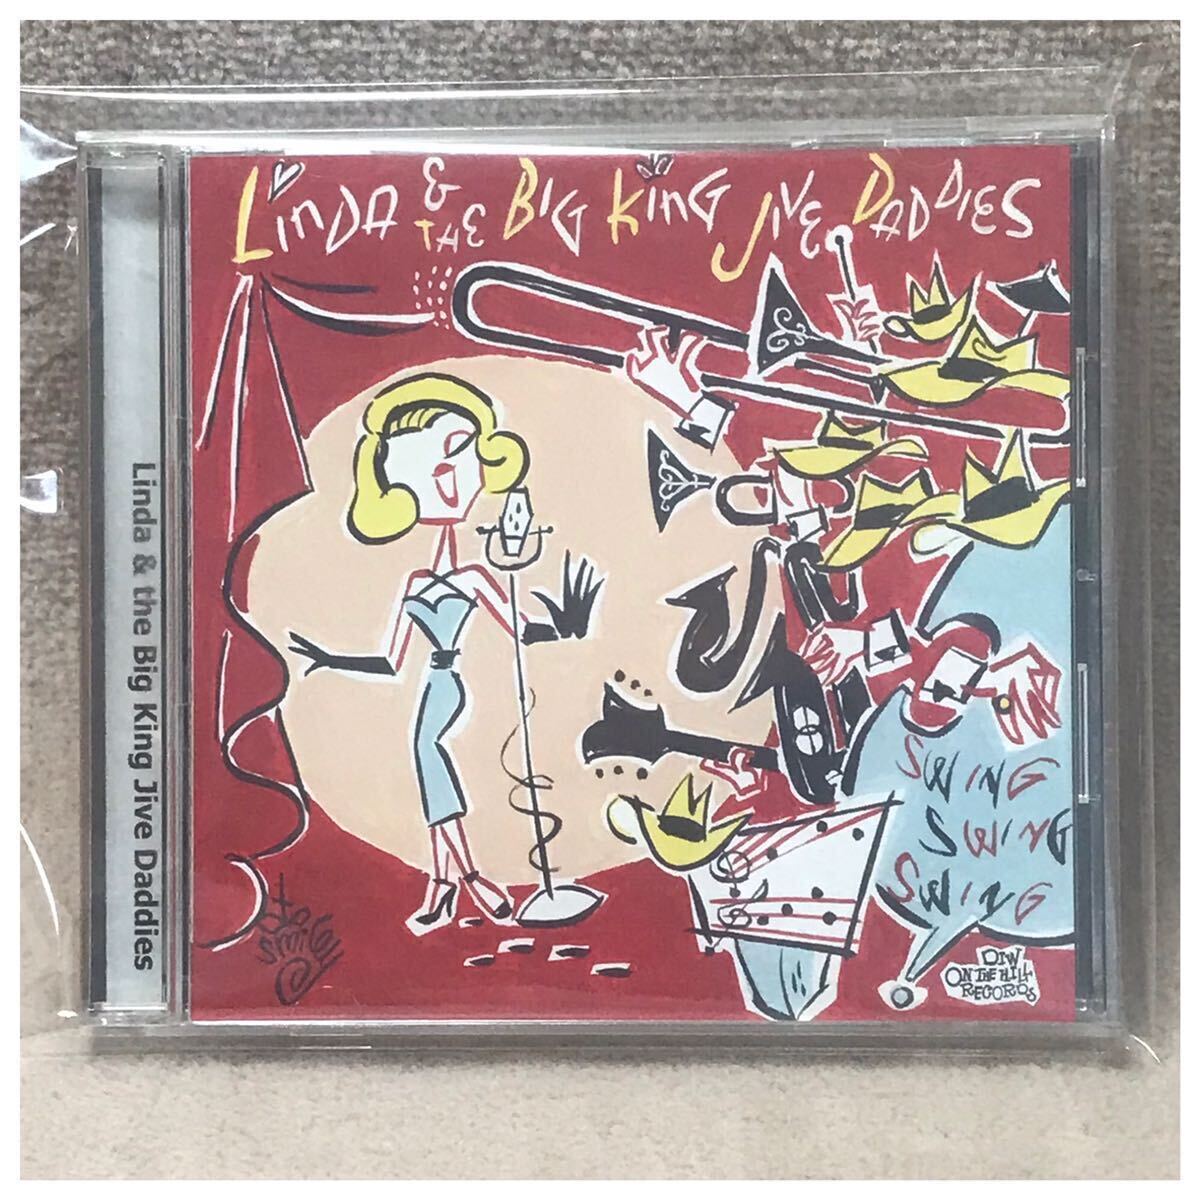 Linda & the Big King Jive Daddies
LinDA & THE BIG KinG JIVE DADDIES
SWING
SWING
SWING
DIW
ON THE HILL
RECORDS